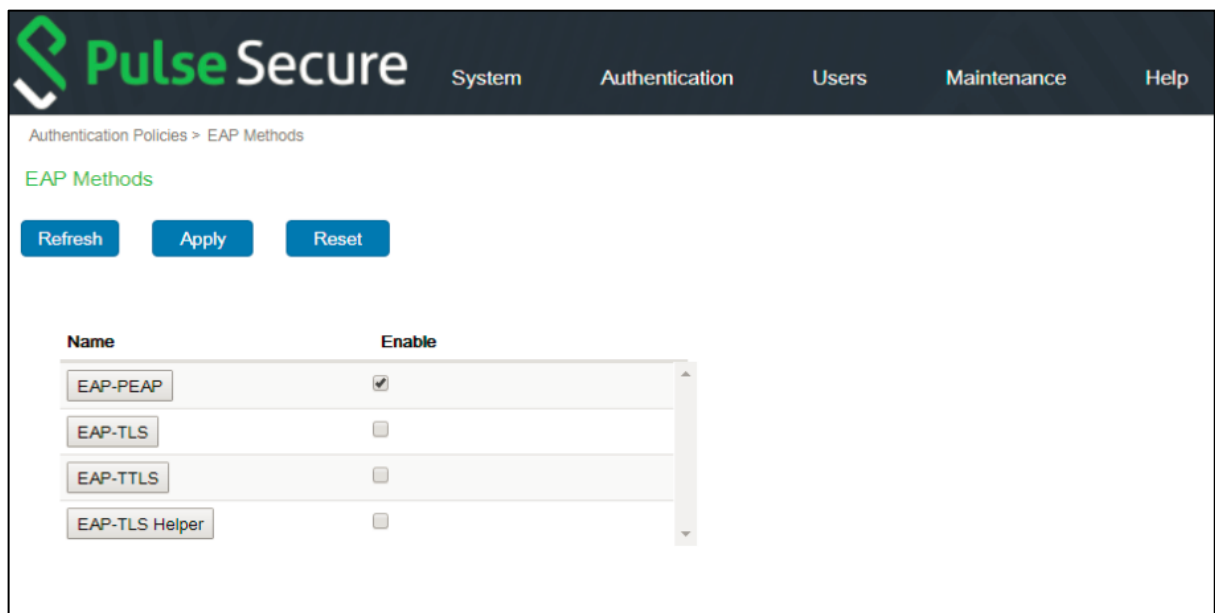 Pulse Secure System Authentication Users Maintenance Help
Authentication Policies > EAP Methods
EAP Methods
Refresh Apply Reset
Name Enable
EAP-PEAP
EAP-TLS
EAP-TTLS
EAP-TLS Helper